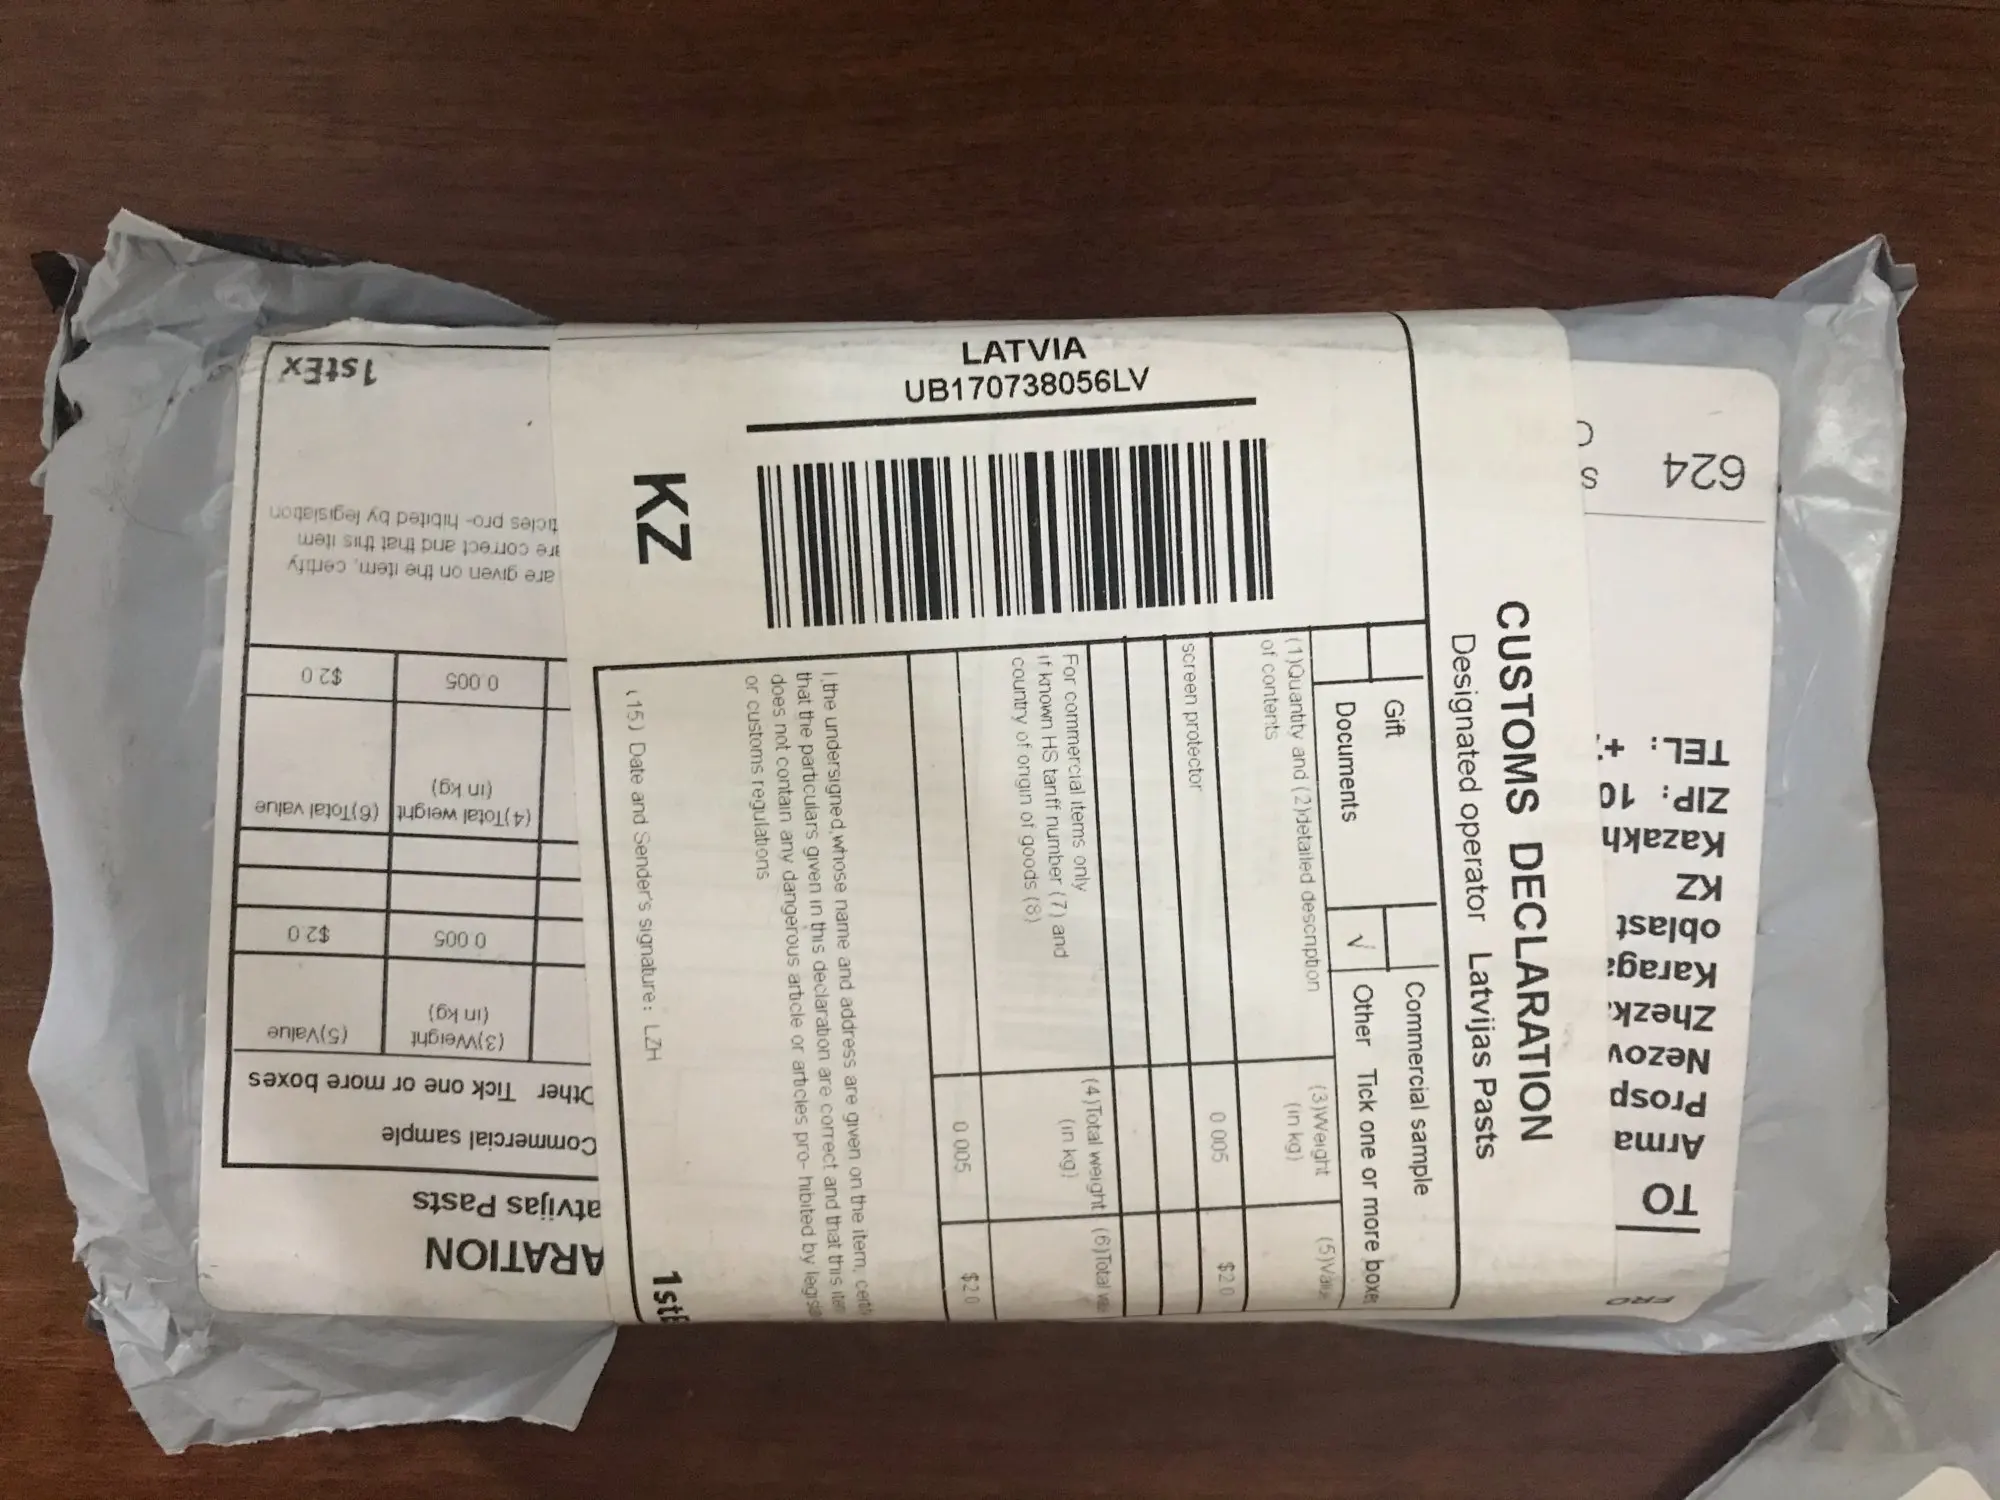 LATVIA
UB170738056LV
KZ
CUSTOMS DECLARATION
Designated operator Latvijas Pasts
Gift
Commercial sample
Documents
√
Other Tick one or more boxes
(1)Quantity and (2)detailed description
of contents
(3)Weight
(in kg)
(5)Value
screen protector
0.005
$2.0
For commercial items only
if known HS tariff number (7) and
country of origin of goods (8)
(4)Total weight
(in kg)
(6)Total
0.005
$2.0
I,the undersigned,whose name and address are given on the item,
that the particulars given in this declaration are correct and that this
does not contain any dangerous article or articles pro- hibited by
or customs regulations
(15) Date and Sender's signature: LZH
1st
ARATION
atvijas Pasts
Commercial sample
Other Tick one or more boxes
(3)Weight
(in kg)
(5)Value
0.005
$2.0
(4)Total weight
(in kg)
(6)Total value
0.005
$2.0
are given on the item, certify
are correct and that this item
ticles pro- hibited by legislation
1stEx
FRO
TO
Arma
Prosp
Nezov
Zhezk
Karaga
oblast
KZ
Kazakh
ZIP: 10
TEL: +
624